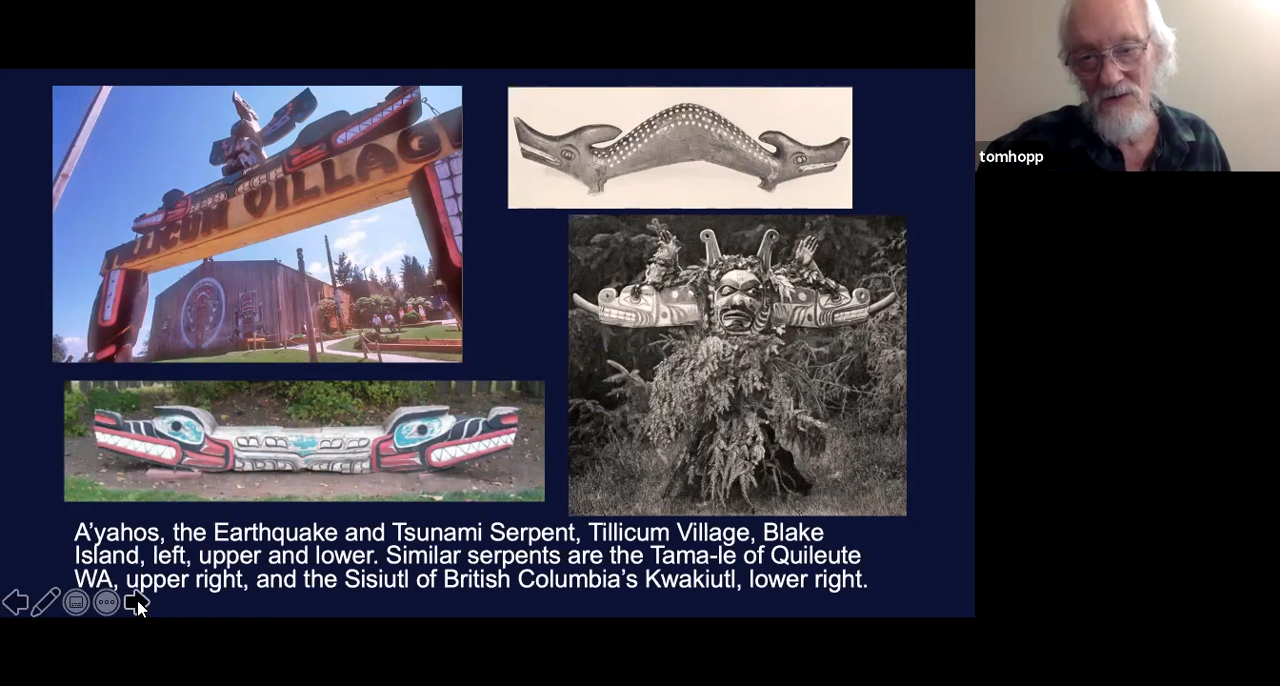 TILLICUM VILLAGE
tomhopp
A'yahos, the Earthquake and Tsunami Serpent, Tillicum Village, Blake
Island, left, upper and lower. Similar serpents are the Tama-le of Quileute
WA, upper right, and the Sisiutl of British Columbia's Kwakiutl, lower right.